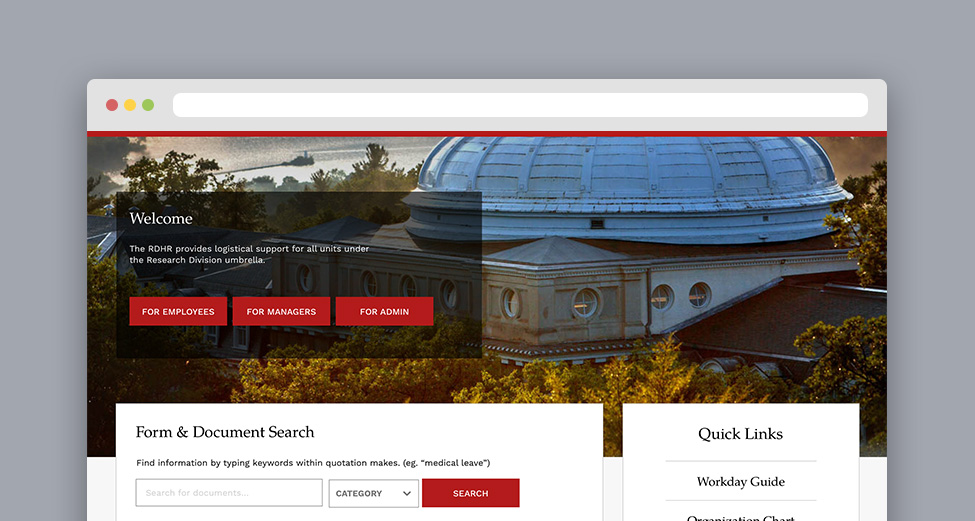 Welcome
The RDHR provides logistical support for all units under
the Research Division umbrella.
FOR EMPLOYEES
FOR MANAGERS
FOR ADMIN
Form & Document Search
Find information by typing keywords within quotation makes. (eg. “medical leave”)
Search for documents...
CATEGORY
SEARCH
Quick Links
Workday Guide
Organization Chart